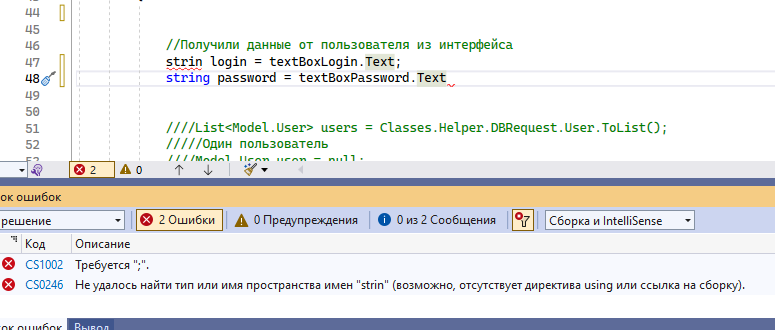 44
45
46 //Получили данные от пользователя из интерфейса
47 strin login = textBoxLogin.Text;
48 string password = textBoxPassword.Text
49
50
51 ////List<Model.User> users = Classes.Helper.DBRequest.User.ToList();
52 /////Один пользователь
////Model.User user = null;
2 0
ок ошибок
решение 2 Ошибки 0 Предупреждения 0 из 2 Сообщения Сборка и IntelliSense
Код Описание
CS1002 Требуется ";".
CS0246 Не удалось найти тип или имя пространства имен "strin" (возможно, отсутствует директива using или ссылка на сборку).
ок ошибок Вывод